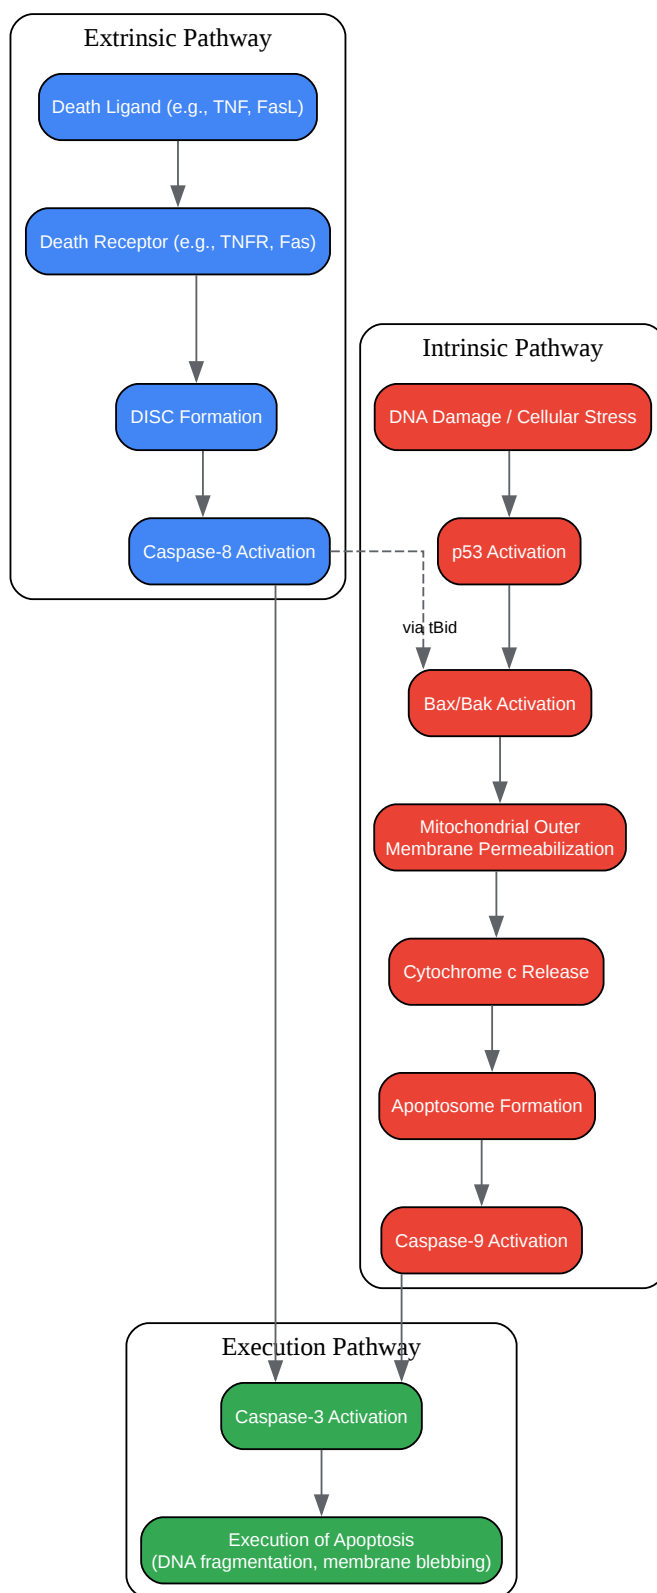 Extrinsic Pathway
Death Ligand (e.g., TNF, FasL)
Death Receptor (e.g., TNFR, Fas)
DISC Formation
Caspase-8 Activation
Intrinsic Pathway
DNA Damage / Cellular Stress
p53 Activation
via tBid
Bax/Bak Activation
Mitochondrial Outer
Membrane Permeabilization
Cytochrome c Release
Apoptosome Formation
Caspase-9 Activation
Execution Pathway
Caspase-3 Activation
Execution of Apoptosis
(DNA fragmentation, membrane blebbing)